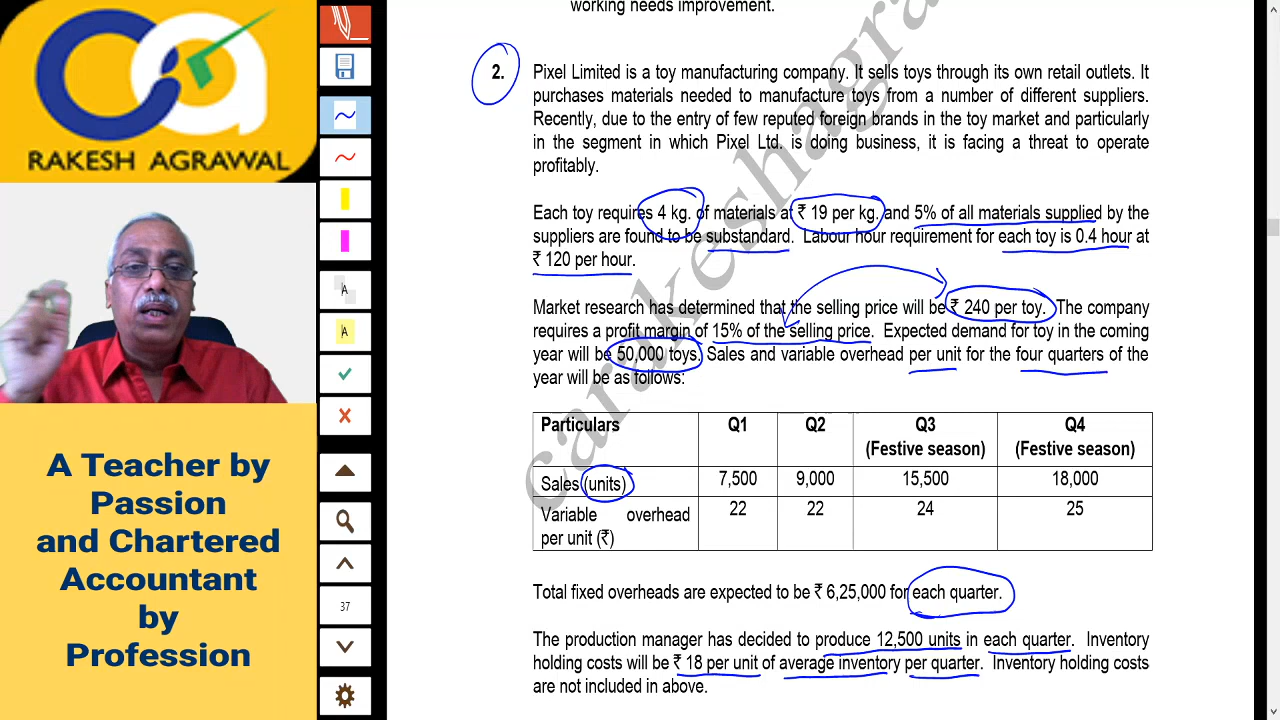 working needs improvement.
2. Pixel Limited is a toy manufacturing company. It sells toys through its own retail outlets. It
purchases materials needed to manufacture toys from a number of different suppliers.
Recently, due to the entry of few reputed foreign brands in the toy market and particularly
in the segment in which Pixel Ltd. is doing business, it is facing a threat to operate
profitably.
Each toy requires 4 kg. of materials at ₹ 19 per kg. and 5% of all materials supplied by the
suppliers are found to be substandard. Labour hour requirement for each toy is 0.4 hour at
₹ 120 per hour.
Market research has determined that the selling price will be ₹ 240 per toy. The company
requires a profit margin of 15% of the selling price. Expected demand for toy in the coming
year will be 50,000 toys. Sales and variable overhead per unit for the four quarters of the
year will be as follows:
Particulars Q1 Q2 Q3 Q4
(Festive season) (Festive season)
Sales (units) 7,500 9,000 15,500 18,000
Variable overhead 22 22 24 25
per unit (₹)
Total fixed overheads are expected to be ₹ 6,25,000 for each quarter.
The production manager has decided to produce 12,500 units in each quarter. Inventory
holding costs will be ₹ 18 per unit of average inventory per quarter. Inventory holding costs
are not included in above.
RAKESH AGRAWAL
A Teacher by
Passion
and Chartered
Accountant
by
Profession
A
A
37